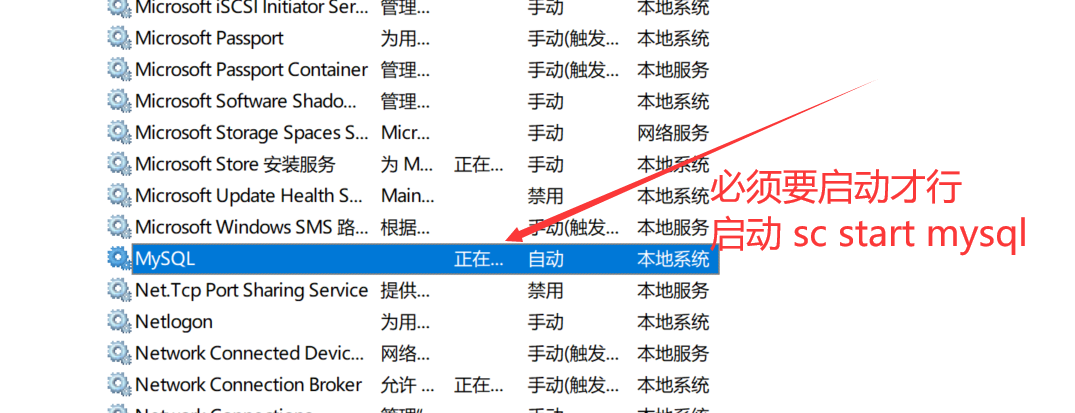 Microsoft iSCSI Initiator Ser... 管理... 手动 本地系统
Microsoft Passport 为用... 手动(触发... 本地系统
Microsoft Passport Container 管理... 手动(触发... 本地服务
Microsoft Software Shado... 管理... 手动 本地系统
Microsoft Storage Spaces S... Micr... 手动 网络服务
Microsoft Store 安装服务 为 M... 正在... 手动 本地系统
Microsoft Update Health S... Main... 禁用 本地系统
Microsoft Windows SMS 路... 根据... 手动(触发... 本地服务
MySQL 正在... 自动 本地系统
Net.Tcp Port Sharing Service 提供... 禁用 本地服务
Netlogon 为用... 手动 本地系统
Network Connected Devic... 网络... 手动(触发... 本地服务
Network Connection Broker 允许 ... 正在... 手动(触发... 本地系统
必须要启动才行
启动 sc start mysql